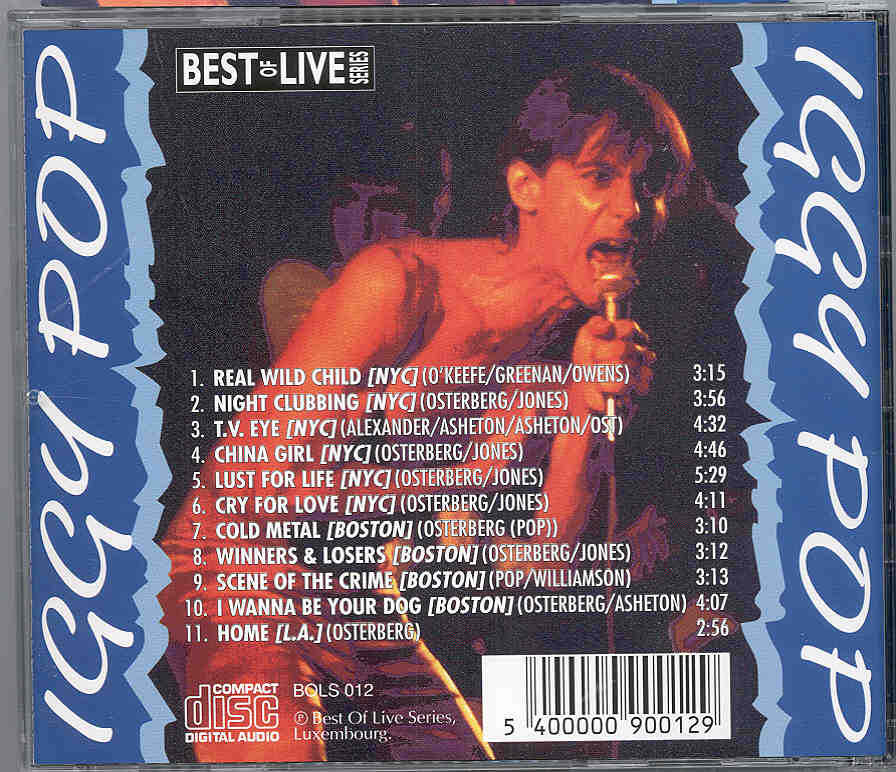 IGGY POP
BEST OF LIVE SERIES
1. REAL WILD CHILD [NYC] (O'KEEFE/GREENAN/OWENS) 3:15
2. NIGHT CLUBBING [NYC] (OSTERBERG/JONES) 3:56
3. T.V. EYE [NYC] (ALEXANDER/ASHETON/ASHETON/OST) 4:32
4. CHINA GIRL [NYC] (OSTERBERG/JONES) 4:46
5. LUST FOR LIFE [NYC] (OSTERBERG/JONES) 5:29
6. CRY FOR LOVE [NYC] (OSTERBERG/JONES) 4:11
7. COLD METAL [BOSTON] (OSTERBERG (POP)) 3:10
8. WINNERS & LOSERS [BOSTON] (OSTERBERG/JONES) 3:12
9. SCENE OF THE CRIME [BOSTON] (POP/WILLIAMSON) 3:13
10. I WANNA BE YOUR DOG [BOSTON] (OSTERBERG/ASHETON) 4:07
11. HOME [L.A.] (OSTERBERG) 2:56
COMPACT
disc
DIGITAL AUDIO
BOLS 012
℗ Best Of Live Series,
Luxembourg.
5 400000 900129
IGGY POP